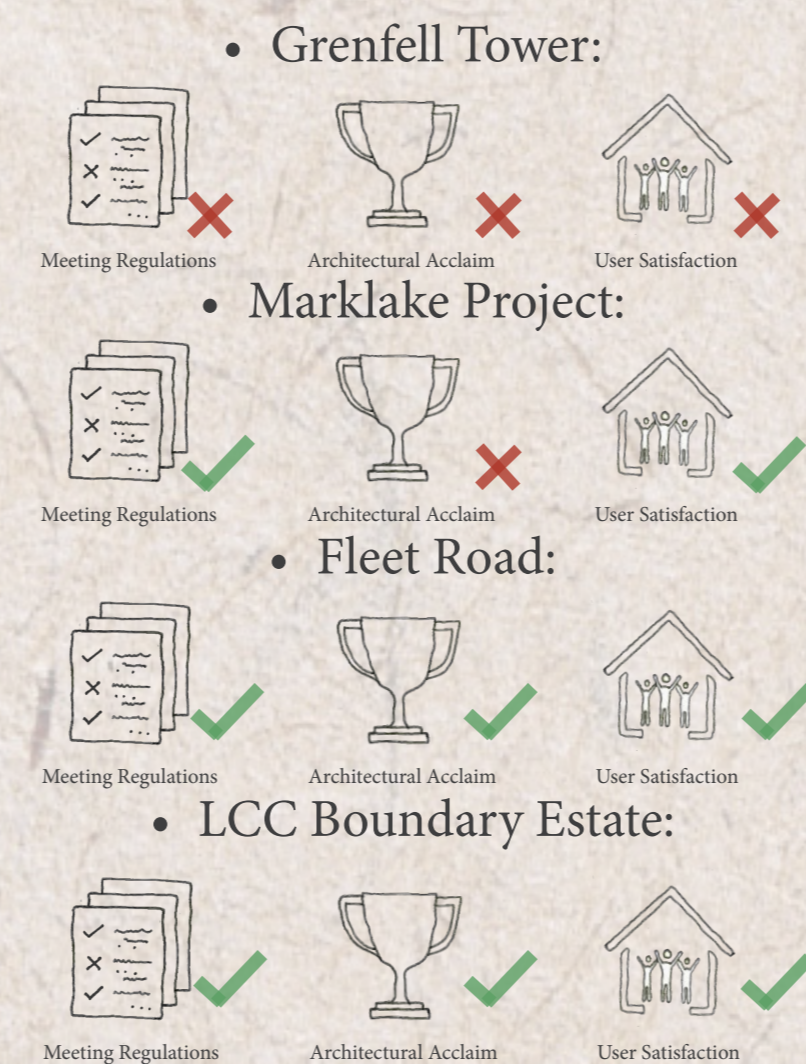 • Grenfell Tower:
Meeting Regulations Architectural Acclaim User Satisfaction
• Marklake Project:
Meeting Regulations Architectural Acclaim User Satisfaction
• Fleet Road:
Meeting Regulations Architectural Acclaim User Satisfaction
• LCC Boundary Estate:
Meeting Regulations Architectural Acclaim User Satisfaction